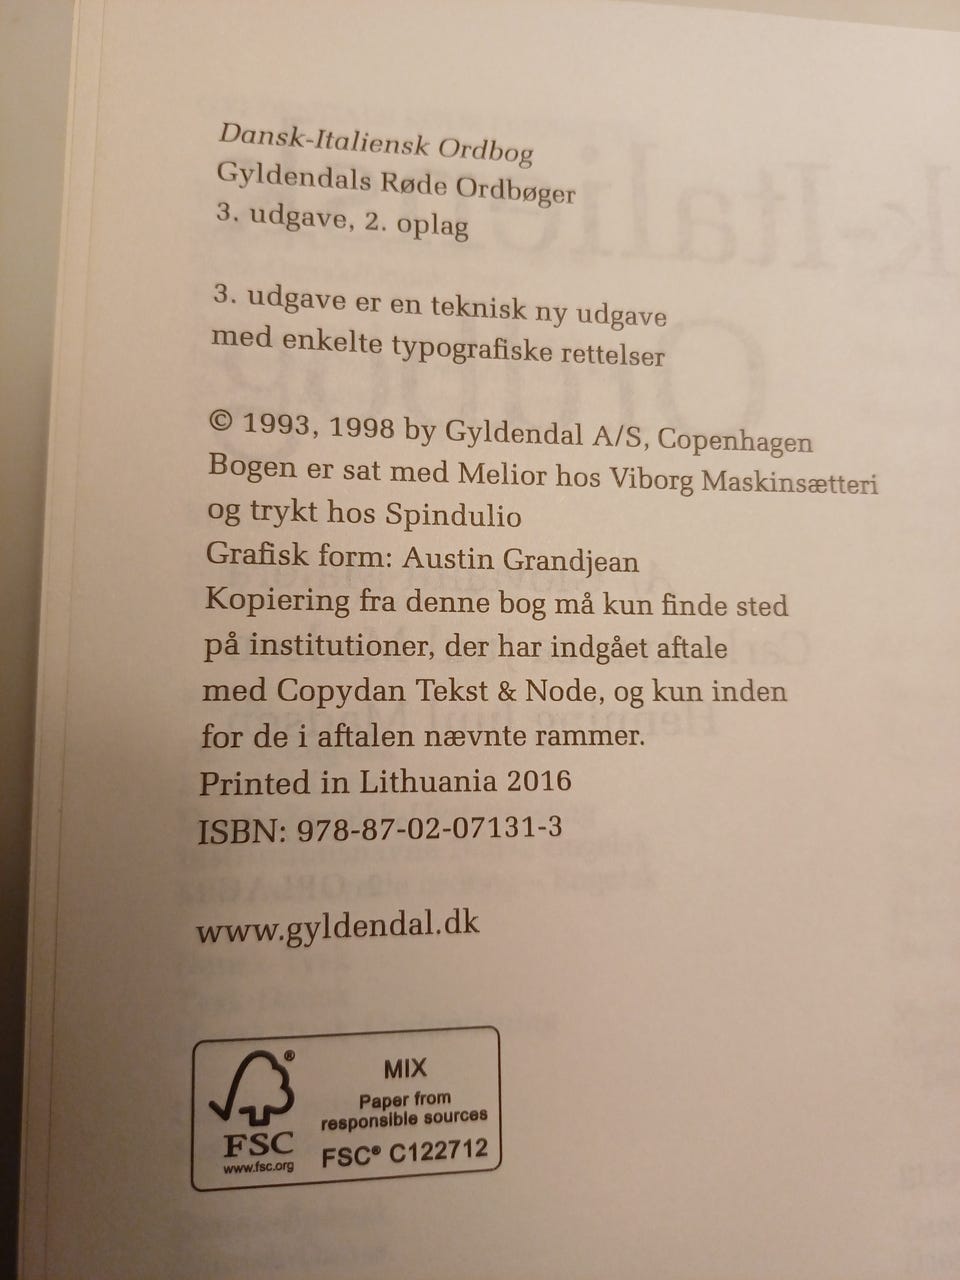 Dansk-Italiensk Ordbog
Gyldendals Røde Ordbøger
3. udgave, 2. oplag
3. udgave er en teknisk ny udgave
med enkelte typografiske rettelser
© 1993, 1998 by Gyldendal A/S, Copenhagen
Bogen er sat med Melior hos Viborg Maskinsætteri
og trykt hos Spindulio
Grafisk form: Austin Grandjean
Kopiering fra denne bog må kun finde sted
på institutioner, der har indgået aftale
med Copydan Tekst & Node, og kun inden
for de i aftalen nævnte rammer.
Printed in Lithuania 2016
ISBN: 978-87-02-07131-3
www.gyldendal.dk
®
FSC
www.fsc.org
MIX
Paper from
responsible sources
FSC® C122712